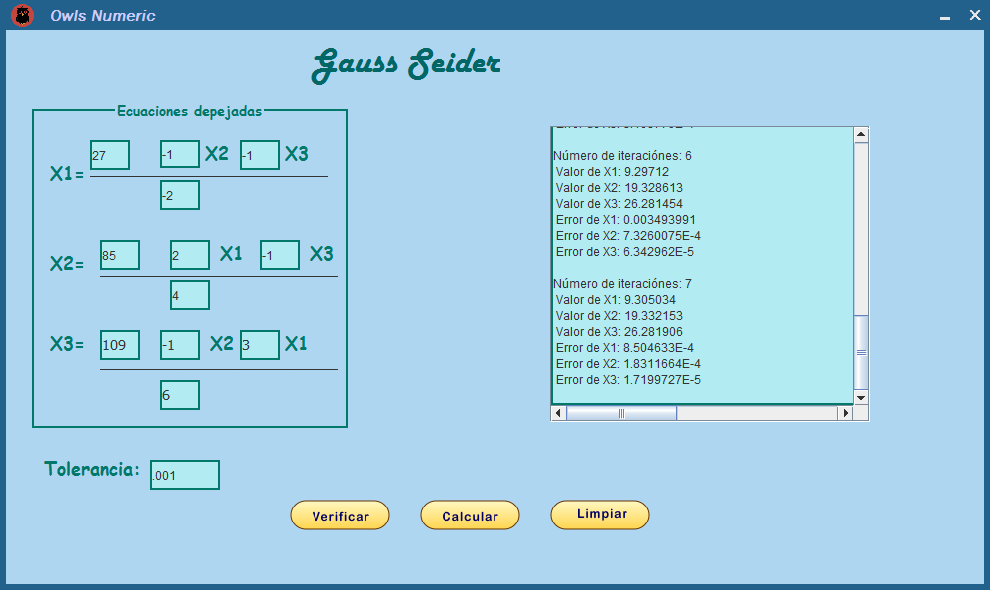 Owls Numeric
Gauss Seider
Ecuaciones depejadas
X1= 27 -1 X2 -1 X3
-2
X2= 85 2 X1 -1 X3
4
X3= 109 -1 X2 3 X1
6
Tolerancia: .001
Número de iteraciónes: 6
Valor de X1: 9.29712
Valor de X2: 19.328613
Valor de X3: 26.281454
Error de X1: 0.003493991
Error de X2: 7.3260075E-4
Error de X3: 6.342962E-5
Número de iteraciónes: 7
Valor de X1: 9.305034
Valor de X2: 19.332153
Valor de X3: 26.281906
Error de X1: 8.504633E-4
Error de X2: 1.8311664E-4
Error de X3: 1.7199727E-5
Verificar Calcular Limpiar